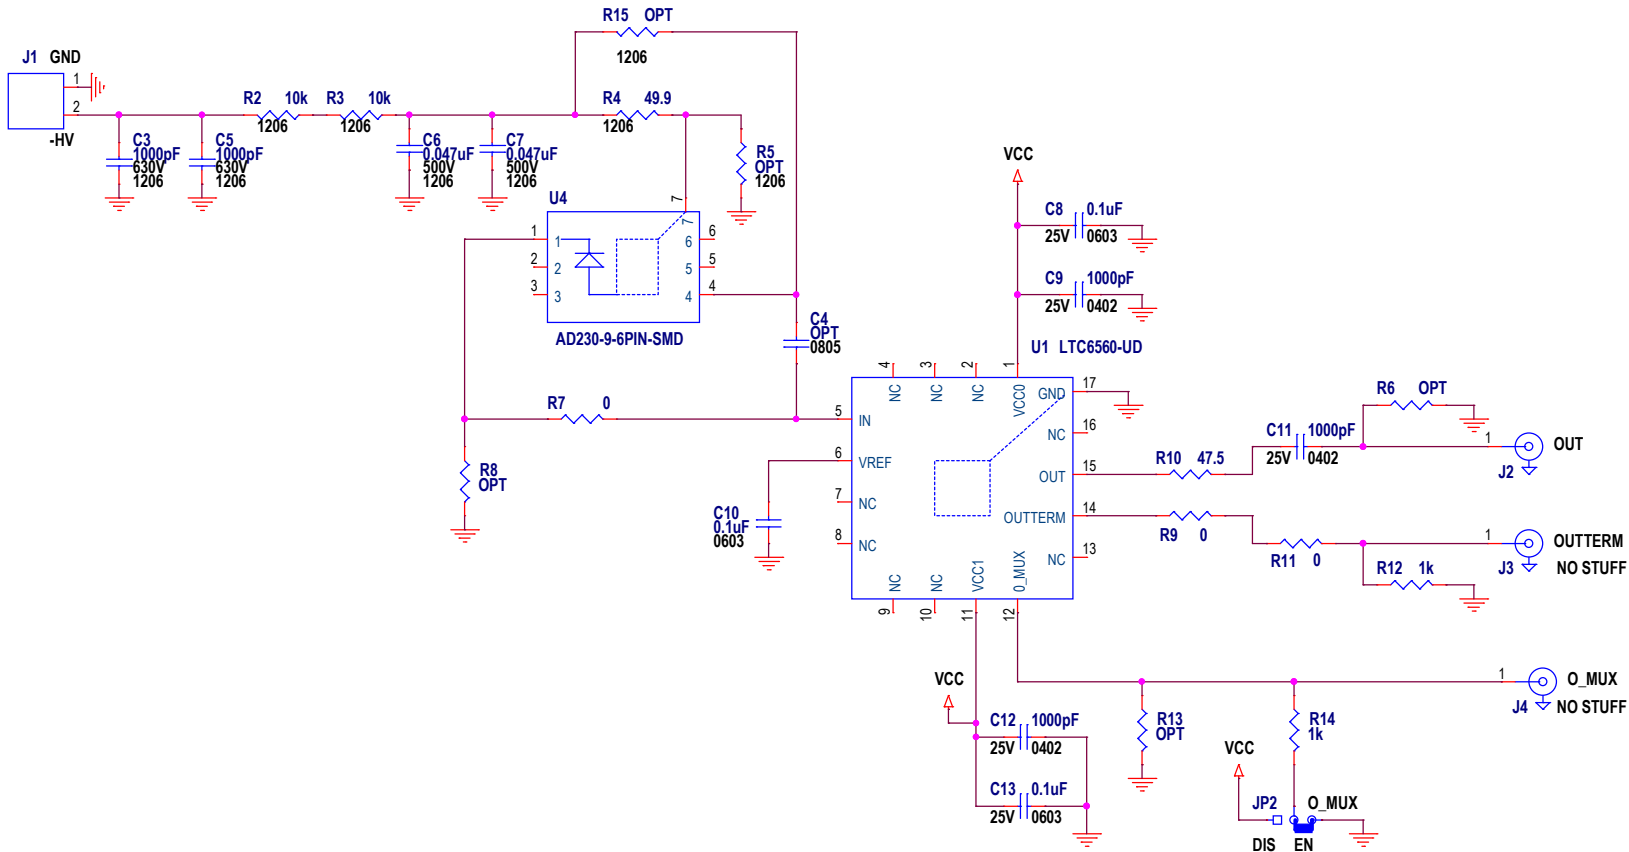 R15 OPT
1206
J1 GND
1
2
-HV
R2 10k
1206
R3 10k
1206
R4 49.9
1206
C3
1000pF
630V
1206
C5
1000pF
630V
1206
C6
0.047uF
500V
1206
C7
0.047uF
500V
1206
R5
OPT
1206
U4
7
7
1
1
2
2
3
3
6
6
5
5
4
4
AD230-9-6PIN-SMD
C4
OPT
0805
VCC
C8 0.1uF
25V 0603
C9 1000pF
25V 0402
U1 LTC6560-UD
4
3
2
1
NC
NC
NC
VCC0
GND
17
NC
16
R7 0
5
IN
6
VREF
7
NC
8
NC
OUT
15
OUTTERM
14
NC
13
R8
OPT
C10
0.1uF
0603
NC
NC
VCC1
O_MUX
9
10
11
12
R10 47.5
C11 1000pF
25V 0402
R6 OPT
1
OUT
J2
R9 0
R11 0
1
OUTTERM
J3
NO STUFF
R12 1k
VCC
C12 1000pF
25V 0402
C13 0.1uF
25V 0603
R13
OPT
R14
1k
1
O_MUX
J4 NO STUFF
VCC
JP2 O_MUX
DIS EN